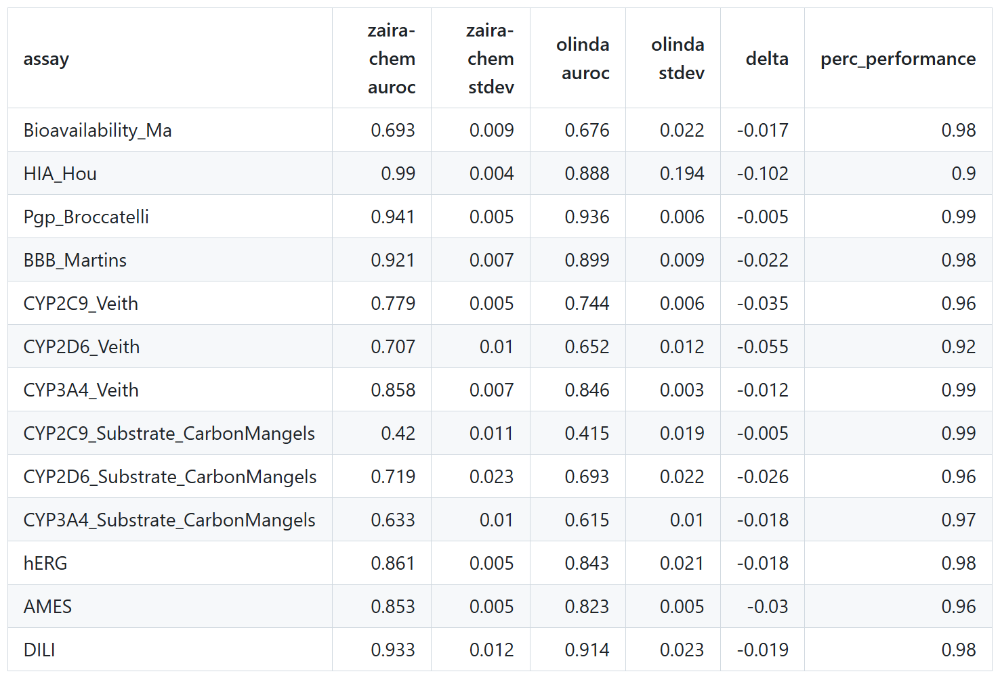 assay zaira-chem auroc zaira-chem stdev olinda auroc olinda stdev delta perc_performance
Bioavailability_Ma 0.693 0.009 0.676 0.022 -0.017 0.98
HIA_Hou 0.99 0.004 0.888 0.194 -0.102 0.9
Pgp_Broccatelli 0.941 0.005 0.936 0.006 -0.005 0.99
BBB_Martins 0.921 0.007 0.899 0.009 -0.022 0.98
CYP2C9_Veith 0.779 0.005 0.744 0.006 -0.035 0.96
CYP2D6_Veith 0.707 0.01 0.652 0.012 -0.055 0.92
CYP3A4_Veith 0.858 0.007 0.846 0.003 -0.012 0.99
CYP2C9_Substrate_CarbonMangels 0.42 0.011 0.415 0.019 -0.005 0.99
CYP2D6_Substrate_CarbonMangels 0.719 0.023 0.693 0.022 -0.026 0.96
CYP3A4_Substrate_CarbonMangels 0.633 0.01 0.615 0.01 -0.018 0.97
hERG 0.861 0.005 0.843 0.021 -0.018 0.98
AMES 0.853 0.005 0.823 0.005 -0.03 0.96
DILI 0.933 0.012 0.914 0.023 -0.019 0.98